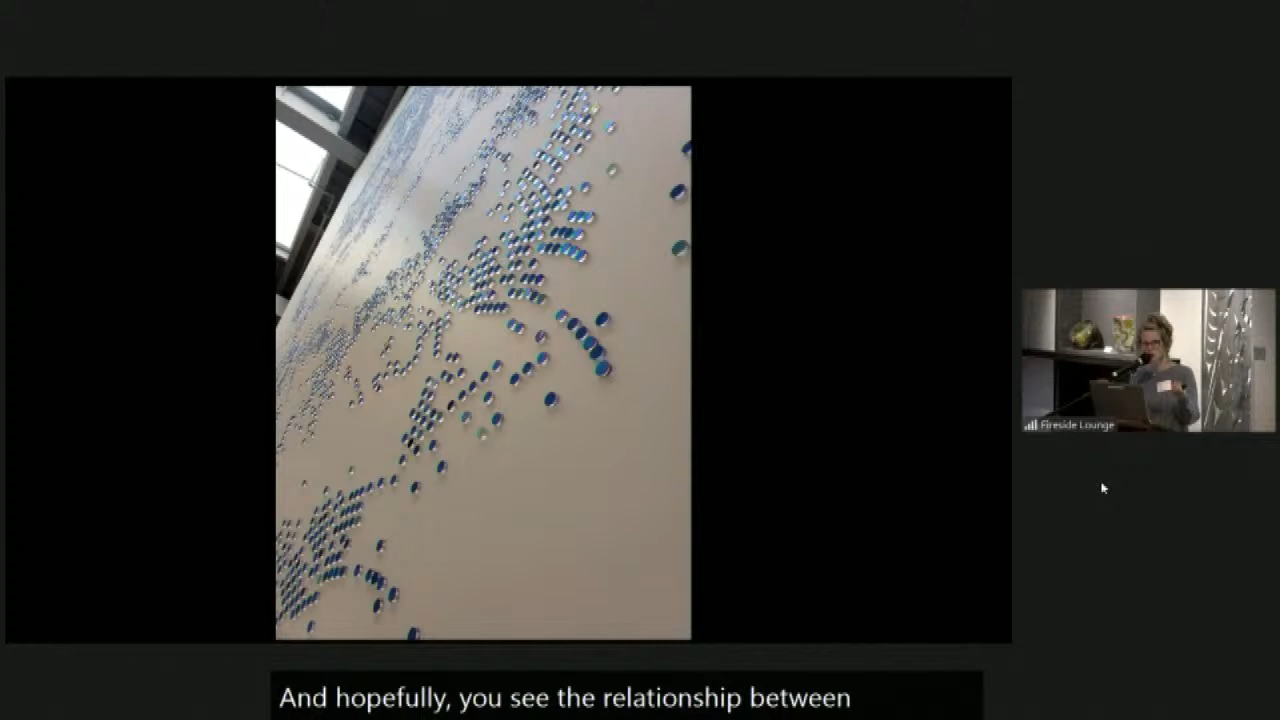 Fireside Lounge
And hopefully, you see the relationship between